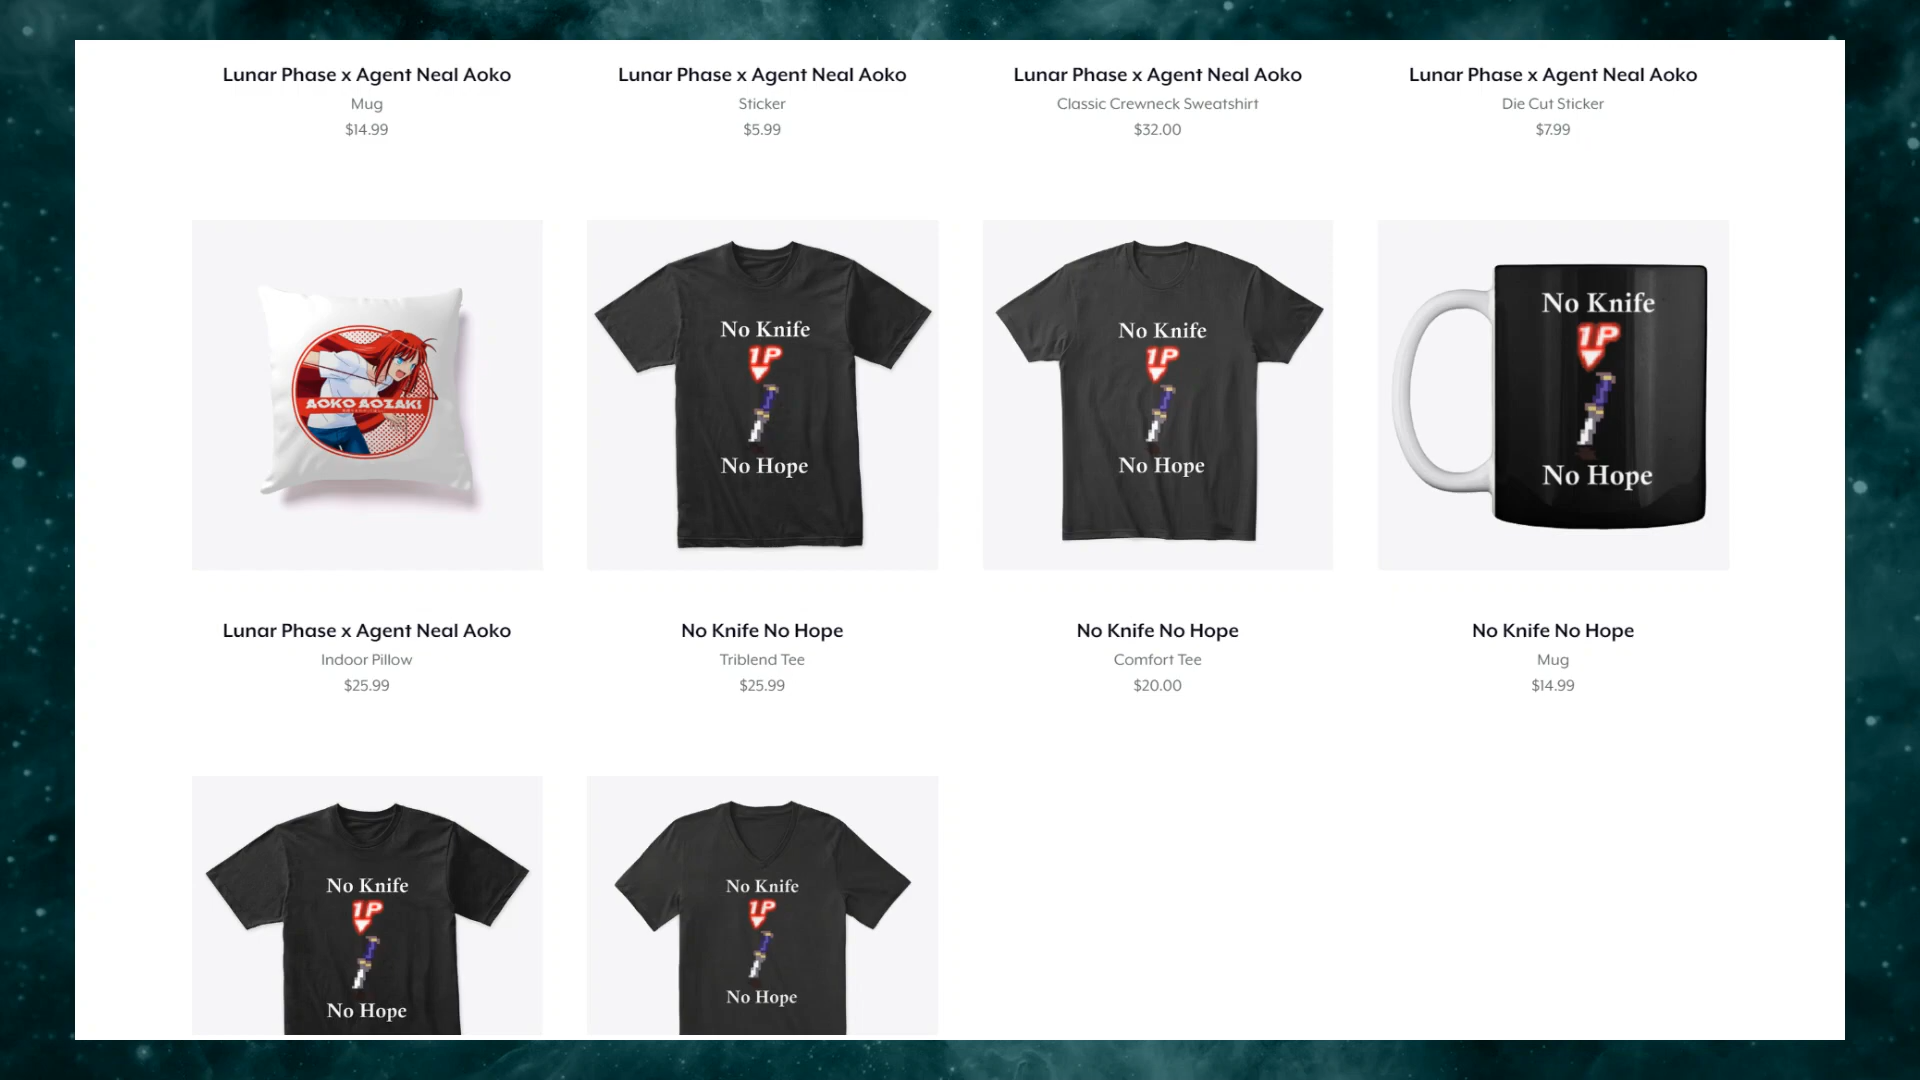 Lunar Phase x Agent Neal Aoko
Mug
$14.99
Lunar Phase x Agent Neal Aoko
Sticker
$5.99
Lunar Phase x Agent Neal Aoko
Classic Crewneck Sweatshirt
$32.00
Lunar Phase x Agent Neal Aoko
Die Cut Sticker
$7.99
AOKO AOZAKI
No Knife
1P
No Hope
No Knife
1P
No Hope
No Knife
1P
No Hope
Lunar Phase x Agent Neal Aoko
Indoor Pillow
$25.99
No Knife No Hope
Triblend Tee
$25.99
No Knife No Hope
Comfort Tee
$20.00
No Knife No Hope
Mug
$14.99
No Knife
1P
No Hope
No Knife
1P
No Hope